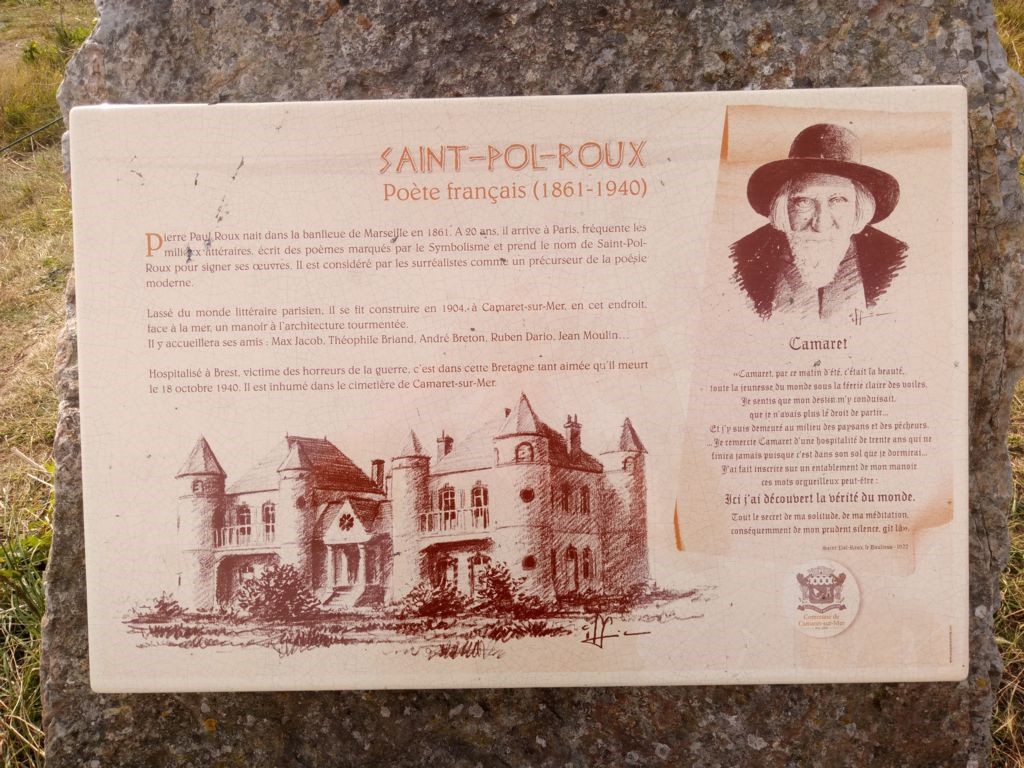 SAINT-POL-ROUX
Poète français (1861-1940)
Pierre Paul Roux nait dans la banlieue de Marseille en 1861. A 20 ans, il arrive à Paris, fréquente les
milieux littéraires, écrit des poèmes marqués par le Symbolisme et prend le nom de Saint-Pol-
Roux pour signer ses œuvres. Il est considéré par les surréalistes comme un précurseur de la poésie
moderne.
Lassé du monde littéraire parisien, il se fit construire en 1904, à Camaret-sur-Mer, en cet endroit,
face à la mer, un manoir à l'architecture tourmentée.
Il y accueillera ses amis : Max Jacob, Théophile Briand, André Breton, Ruben Dario, Jean Moulin...
Hospitalisé à Brest, victime des horreurs de la guerre, c'est dans cette Bretagne tant aimée qu'il meurt
le 18 octobre 1940. Il est inhumé dans le cimetière de Camaret-sur-Mer.
Camaret
«Camaret, par ce matin d'été, c'était la beauté,
toute la jeunesse du monde sous la féerie claire des voiles.
Je sentis que mon destin m'y conduisait,
que je n'avais plus le droit de partir...
Et j'y suis demeuré au milieu des paysans et des pêcheurs.
...Je remercie Camaret d'une hospitalité de trente ans qui ne
finira jamais puisque c'est dans son sol que je dormirai...
J'ai fait inscrire sur un entablement de mon manoir
ces mots orgueilleux peut-être :
Ici j'ai découvert la vérité du monde.
Tout le secret de ma solitude, de ma méditation,
conséquemment de mon prudent silence, gît là».
Saint-Pol-Roux, le Boultous - 1922
Commune de
Camaret-sur-Mer